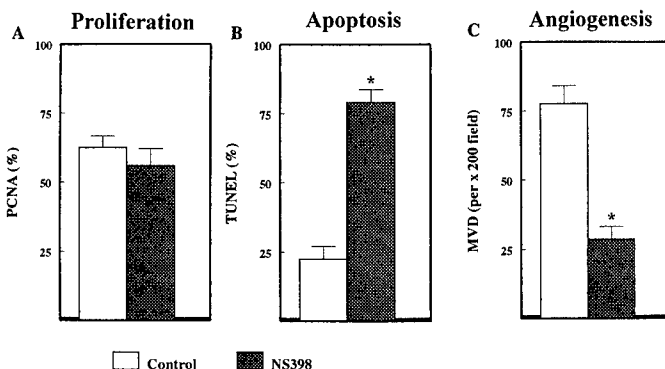 A Proliferation
PCNA (%)
100
75
50
25
B Apoptosis
TUNEL (%)
100
75
50
25
*
C Angiogenesis
MVD (per x 200 field)
100
75
50
25
*
Control NS398